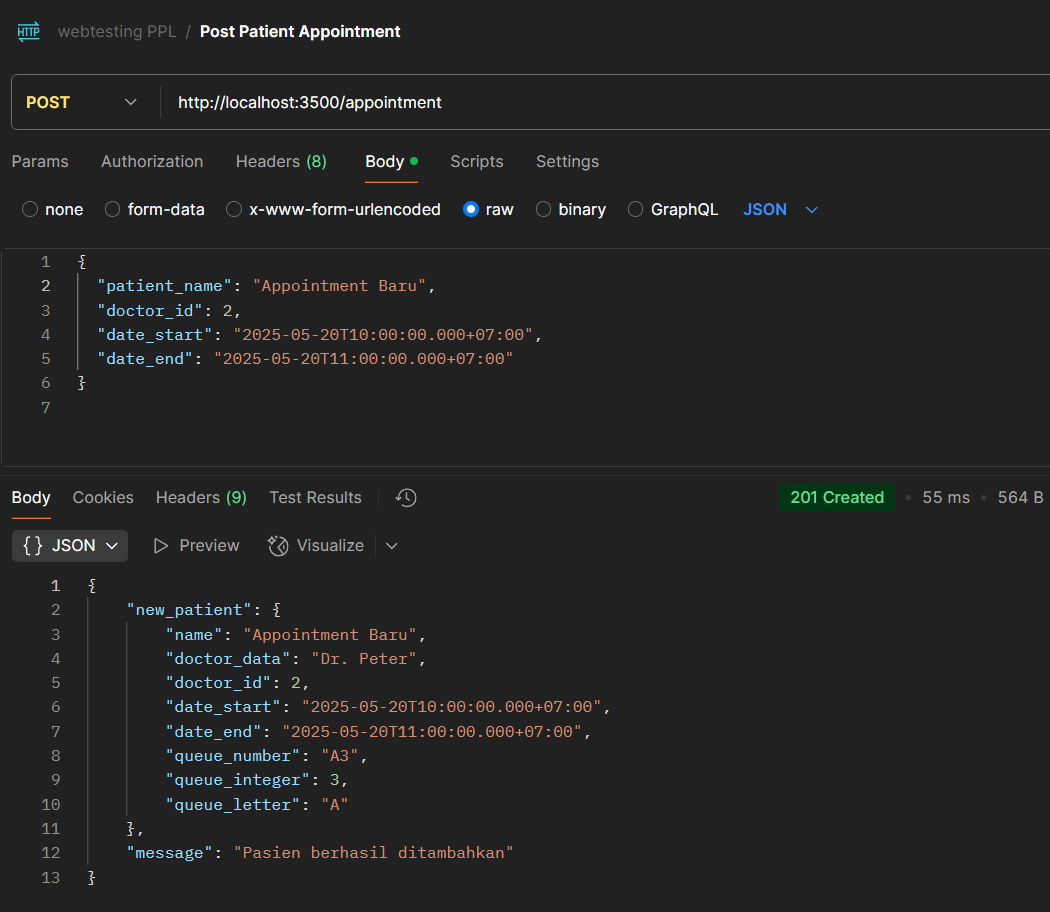 HTTP webtesting PPL / Post Patient Appointment
POST http://localhost:3500/appointment
Params Authorization Headers (8) Body Scripts Settings
none form-data x-www-form-urlencoded raw binary GraphQL JSON
1 {
2 "patient_name": "Appointment Baru",
3 "doctor_id": 2,
4 "date_start": "2025-05-20T10:00:00.000+07:00",
5 "date_end": "2025-05-20T11:00:00.000+07:00"
6 }
7
Body Cookies Headers (9) Test Results 201 Created • 55 ms • 564 B
{} JSON Preview Visualize
1 {
2 "new_patient": {
3 "name": "Appointment Baru",
4 "doctor_data": "Dr. Peter",
5 "doctor_id": 2,
6 "date_start": "2025-05-20T10:00:00.000+07:00",
7 "date_end": "2025-05-20T11:00:00.000+07:00",
8 "queue_number": "A3",
9 "queue_integer": 3,
10 "queue_letter": "A"
11 },
12 "message": "Pasien berhasil ditambahkan"
13 }